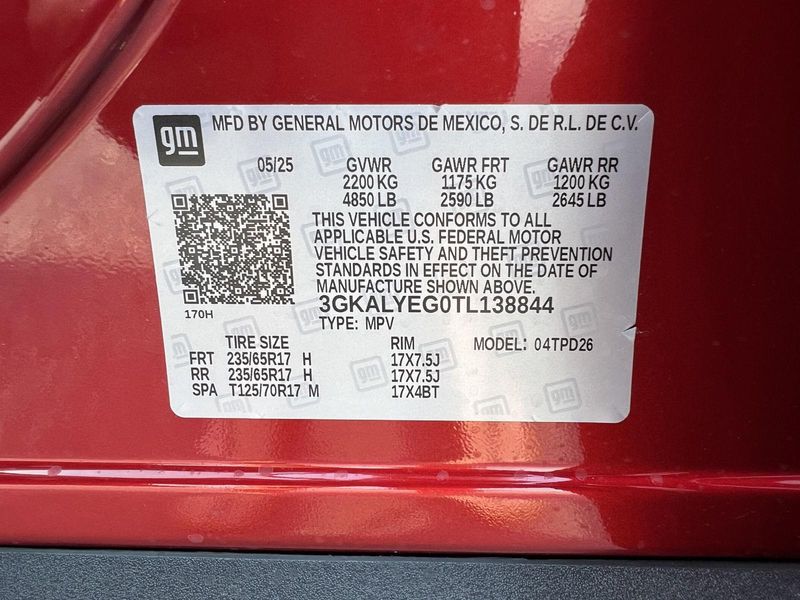 gm MFD BY GENERAL MOTORS DE MEXICO, S. DE R.L. DE C.V.
05/25 GVWR GAWR FRT GAWR RR
2200 KG 1175 KG 1200 KG
4850 LB 2590 LB 2645 LB
THIS VEHICLE CONFORMS TO ALL
APPLICABLE U.S. FEDERAL MOTOR
VEHICLE SAFETY AND THEFT PREVENTION
STANDARDS IN EFFECT ON THE DATE OF
MANUFACTURE SHOWN ABOVE.
3GKALYEG0TL138844
170H
TYPE: MPV
TIRE SIZE RIM MODEL: 04TPD26
FRT 235/65R17 H 17X7.5J
RR 235/65R17 H 17X7.5J
SPA T125/70R17 M 17X4BT